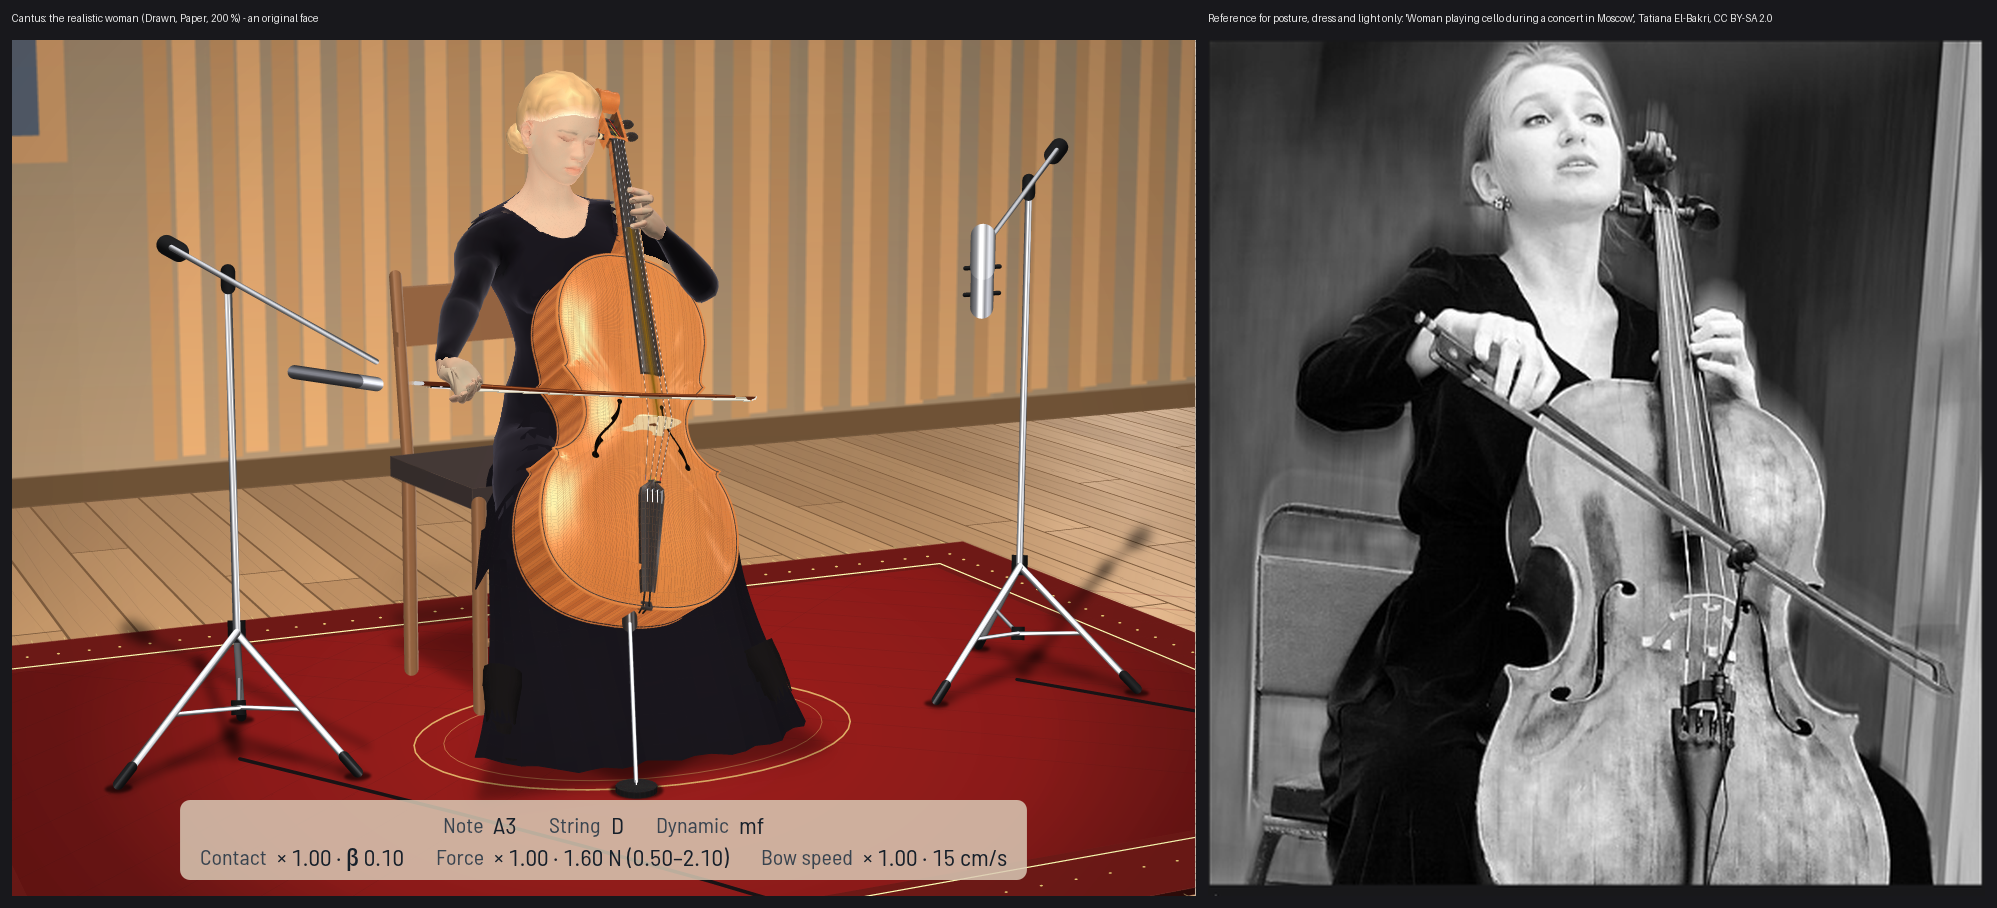 Cantus: the realistic woman (Drawn, Paper, 200 %) - an original face
Reference for posture, dress and light only: 'Woman playing cello during a concert in Moscow', Tatiana El-Bakri, CC BY-SA 2.0
Note A3 String D Dynamic mf
Contact × 1.00 · β 0.10 Force × 1.00 · 1.60 N (0.50–2.10) Bow speed × 1.00 · 15 cm/s